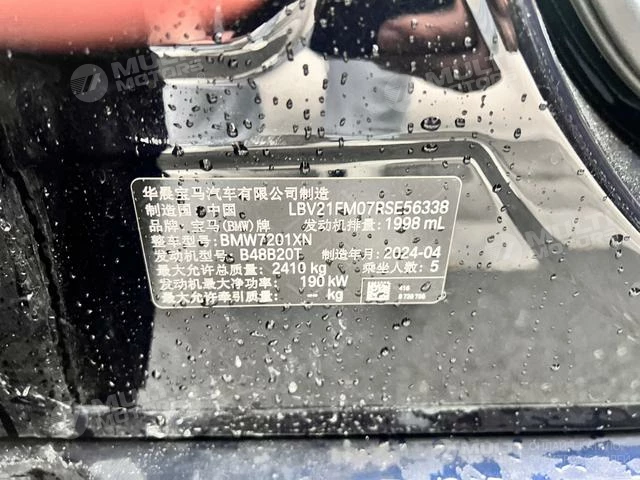 华晨宝马汽车有限公司制造
制造国：中国 LBV21FM07RSE56338
品牌：宝马(BMW)牌 发动机排量：1998 mL
整车型号：BMW7201XN
发动机型号：B48B20T 制造年月：2024-04
最大允许总质量：2410 kg 乘坐人数：5
发动机最大净功率：190 kW
最大允许牵引质量：-- kg
416
MULTI MOTORS